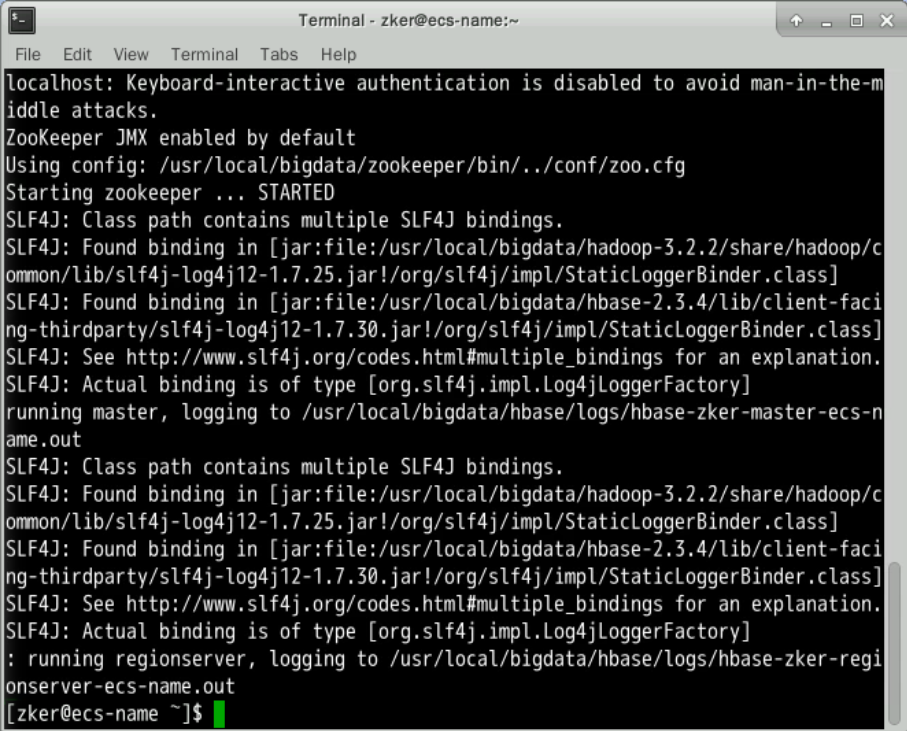 Terminal - zker@ecs-name:~
File Edit View Terminal Tabs Help
localhost: Keyboard-interactive authentication is disabled to avoid man-in-the-m
iddle attacks.
ZooKeeper JMX enabled by default
Using config: /usr/local/bigdata/zookeeper/bin/../conf/zoo.cfg
Starting zookeeper ... STARTED
SLF4J: Class path contains multiple SLF4J bindings.
SLF4J: Found binding in [jar:file:/usr/local/bigdata/hadoop-3.2.2/share/hadoop/c
ommon/lib/slf4j-log4j12-1.7.25.jar!/org/slf4j/impl/StaticLoggerBinder.class]
SLF4J: Found binding in [jar:file:/usr/local/bigdata/hbase-2.3.4/lib/client-faci
ng-thirdparty/slf4j-log4j12-1.7.30.jar!/org/slf4j/impl/StaticLoggerBinder.class]
SLF4J: See http://www.slf4j.org/codes.html#multiple_bindings for an explanation.
SLF4J: Actual binding is of type [org.slf4j.impl.Log4jLoggerFactory]
running master, logging to /usr/local/bigdata/hbase/logs/hbase-zker-master-ecs-n
ame.out
SLF4J: Class path contains multiple SLF4J bindings.
SLF4J: Found binding in [jar:file:/usr/local/bigdata/hadoop-3.2.2/share/hadoop/c
ommon/lib/slf4j-log4j12-1.7.25.jar!/org/slf4j/impl/StaticLoggerBinder.class]
SLF4J: Found binding in [jar:file:/usr/local/bigdata/hbase-2.3.4/lib/client-faci
ng-thirdparty/slf4j-log4j12-1.7.30.jar!/org/slf4j/impl/StaticLoggerBinder.class]
SLF4J: See http://www.slf4j.org/codes.html#multiple_bindings for an explanation.
SLF4J: Actual binding is of type [org.slf4j.impl.Log4jLoggerFactory]
: running regionserver, logging to /usr/local/bigdata/hbase/logs/hbase-zker-regi
onserver-ecs-name.out
[zker@ecs-name ~]$